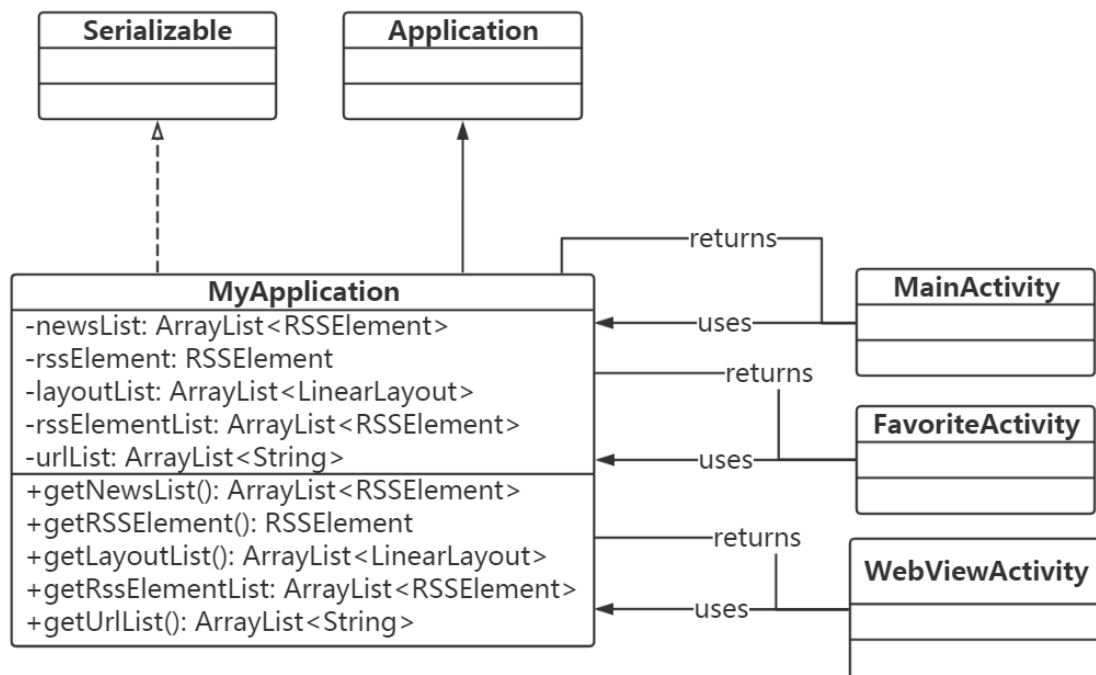 Serializable
Application
returns
MyApplication
-newsList: ArrayList<RSSElement>
-rssElement: RSSElement
-layoutList: ArrayList<LinearLayout>
-rssElementList: ArrayList<RSSElement>
-urlList: ArrayList<String>
+getNewsList(): ArrayList<RSSElement>
+getRSSElement(): RSSElement
+getLayoutList(): ArrayList<LinearLayout>
+getRssElementList: ArrayList<RSSElement>
+getUrlList(): ArrayList<String>
MainActivity
uses
returns
FavoriteActivity
uses
returns
WebViewActivity
uses